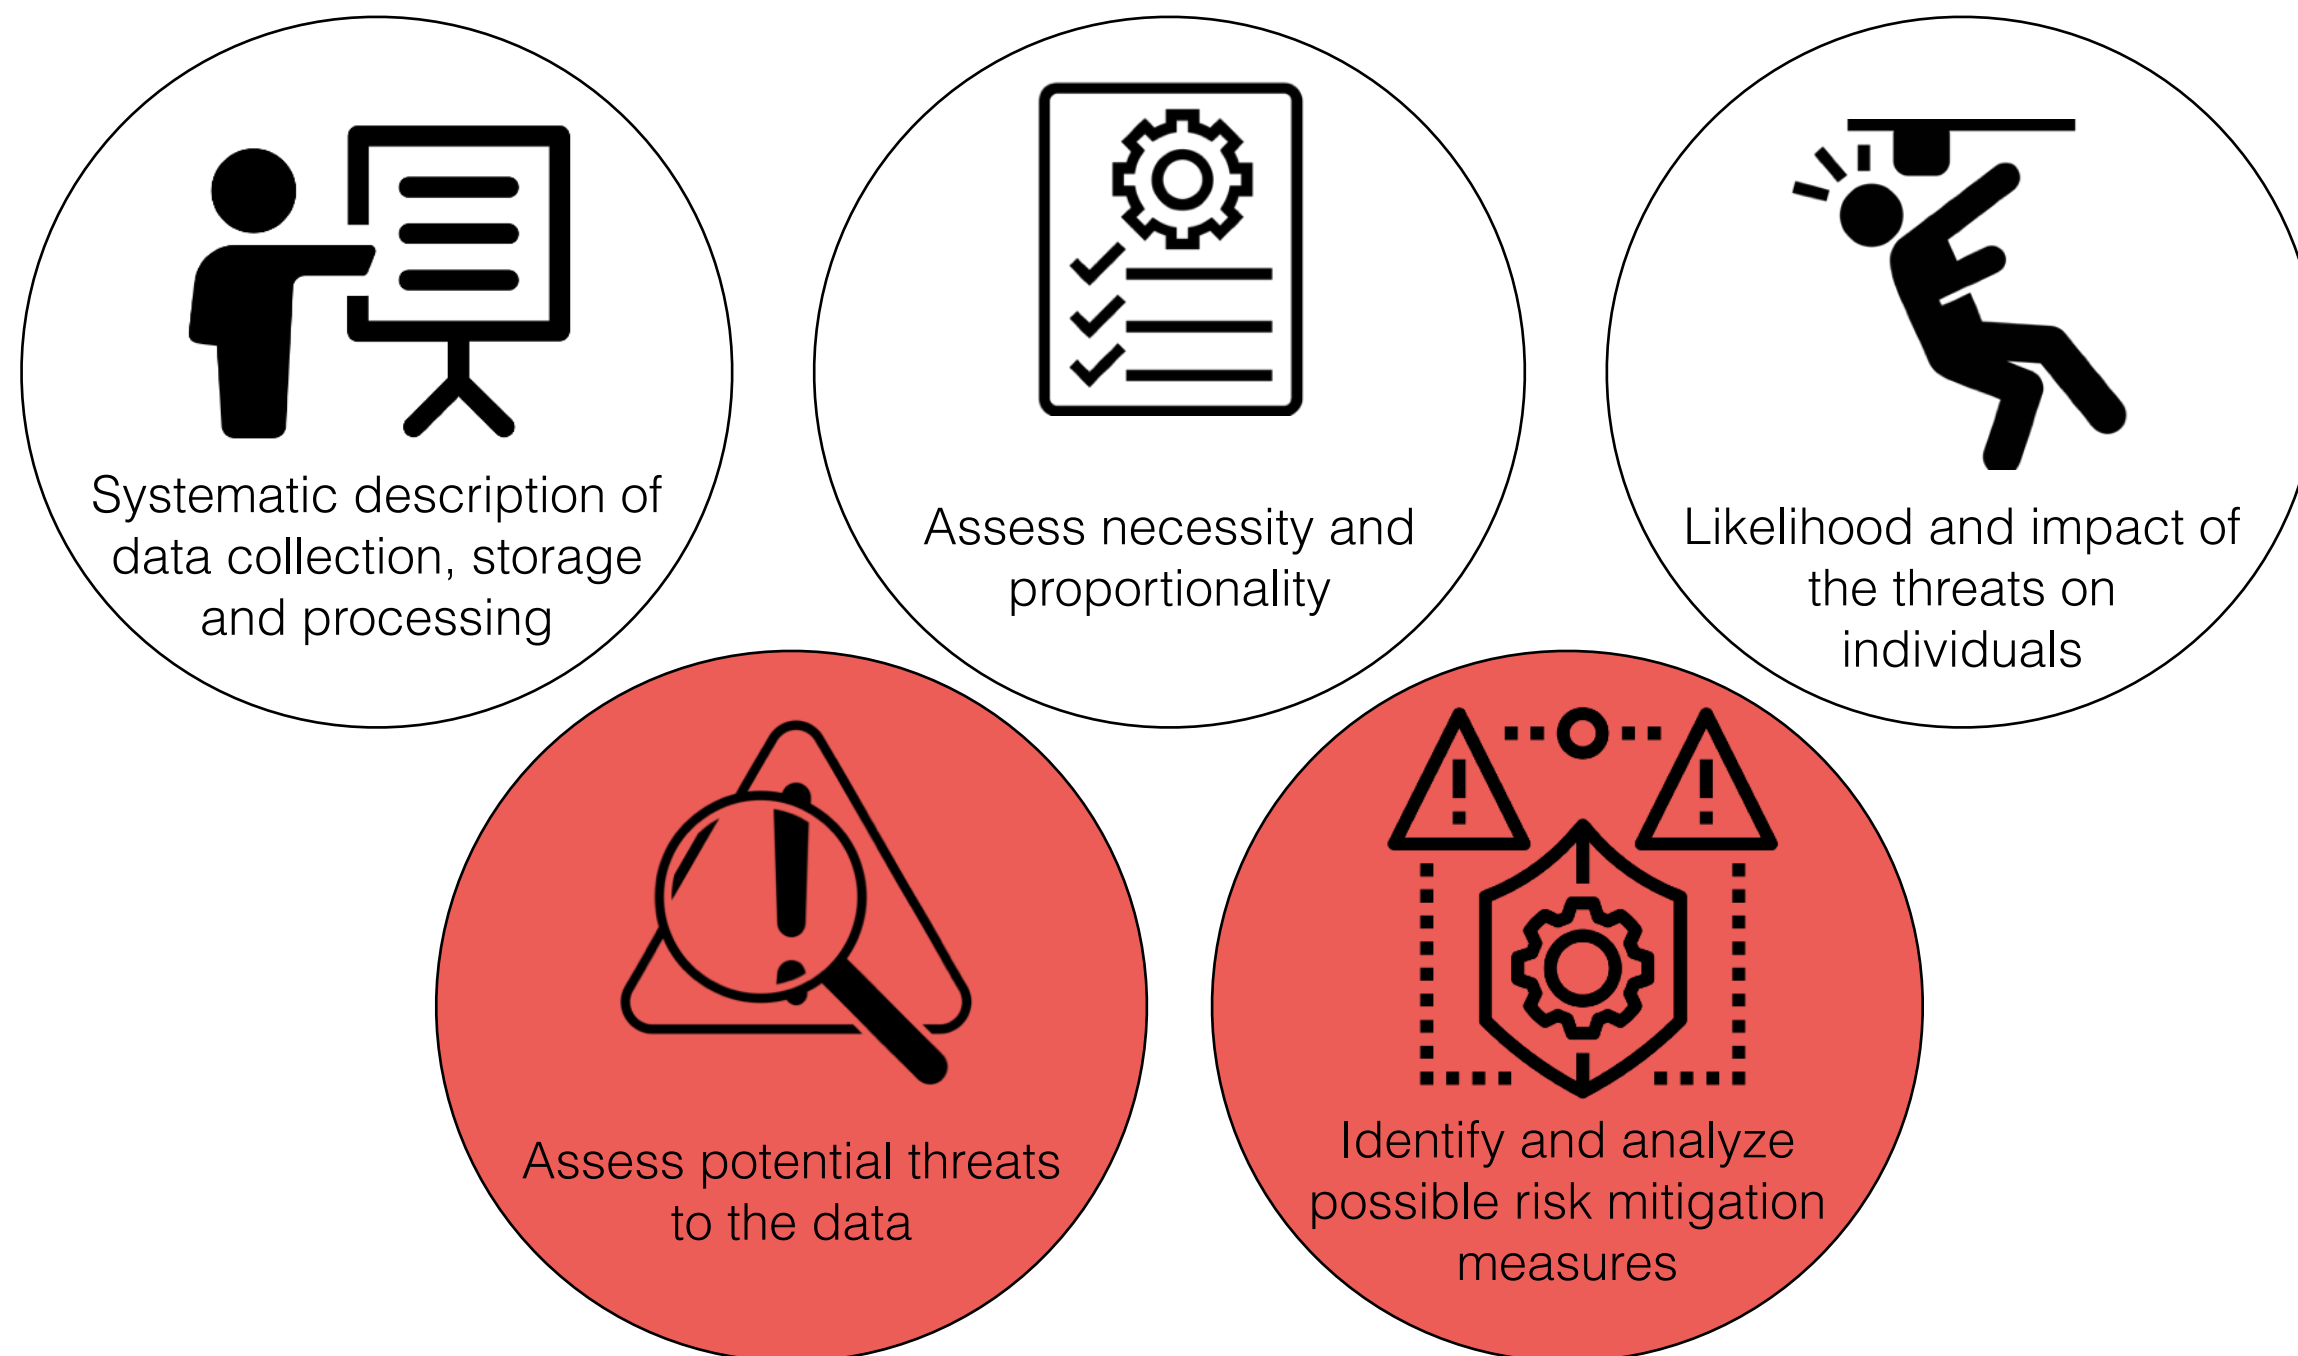 Systematic description of
data collection, storage
and processing
Assess necessity and
proportionality
Likelihood and impact of
the threats on
individuals
Assess potential threats
to the data
Identify and analyze
possible risk mitigation
measures